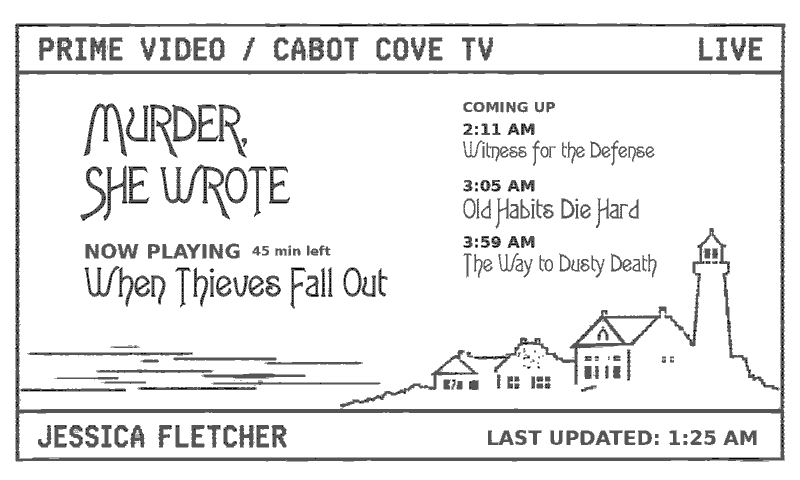 PRIME VIDEO / CABOT COVE TV
LIVE
MURDER,
SHE WROTE
NOW PLAYING 45 min left
When Thieves Fall Out
COMING UP
2:11 AM
Witness for the Defense
3:05 AM
Old Habits Die Hard
3:59 AM
The Way to Dusty Death
JESSICA FLETCHER
LAST UPDATED: 1:25 AM